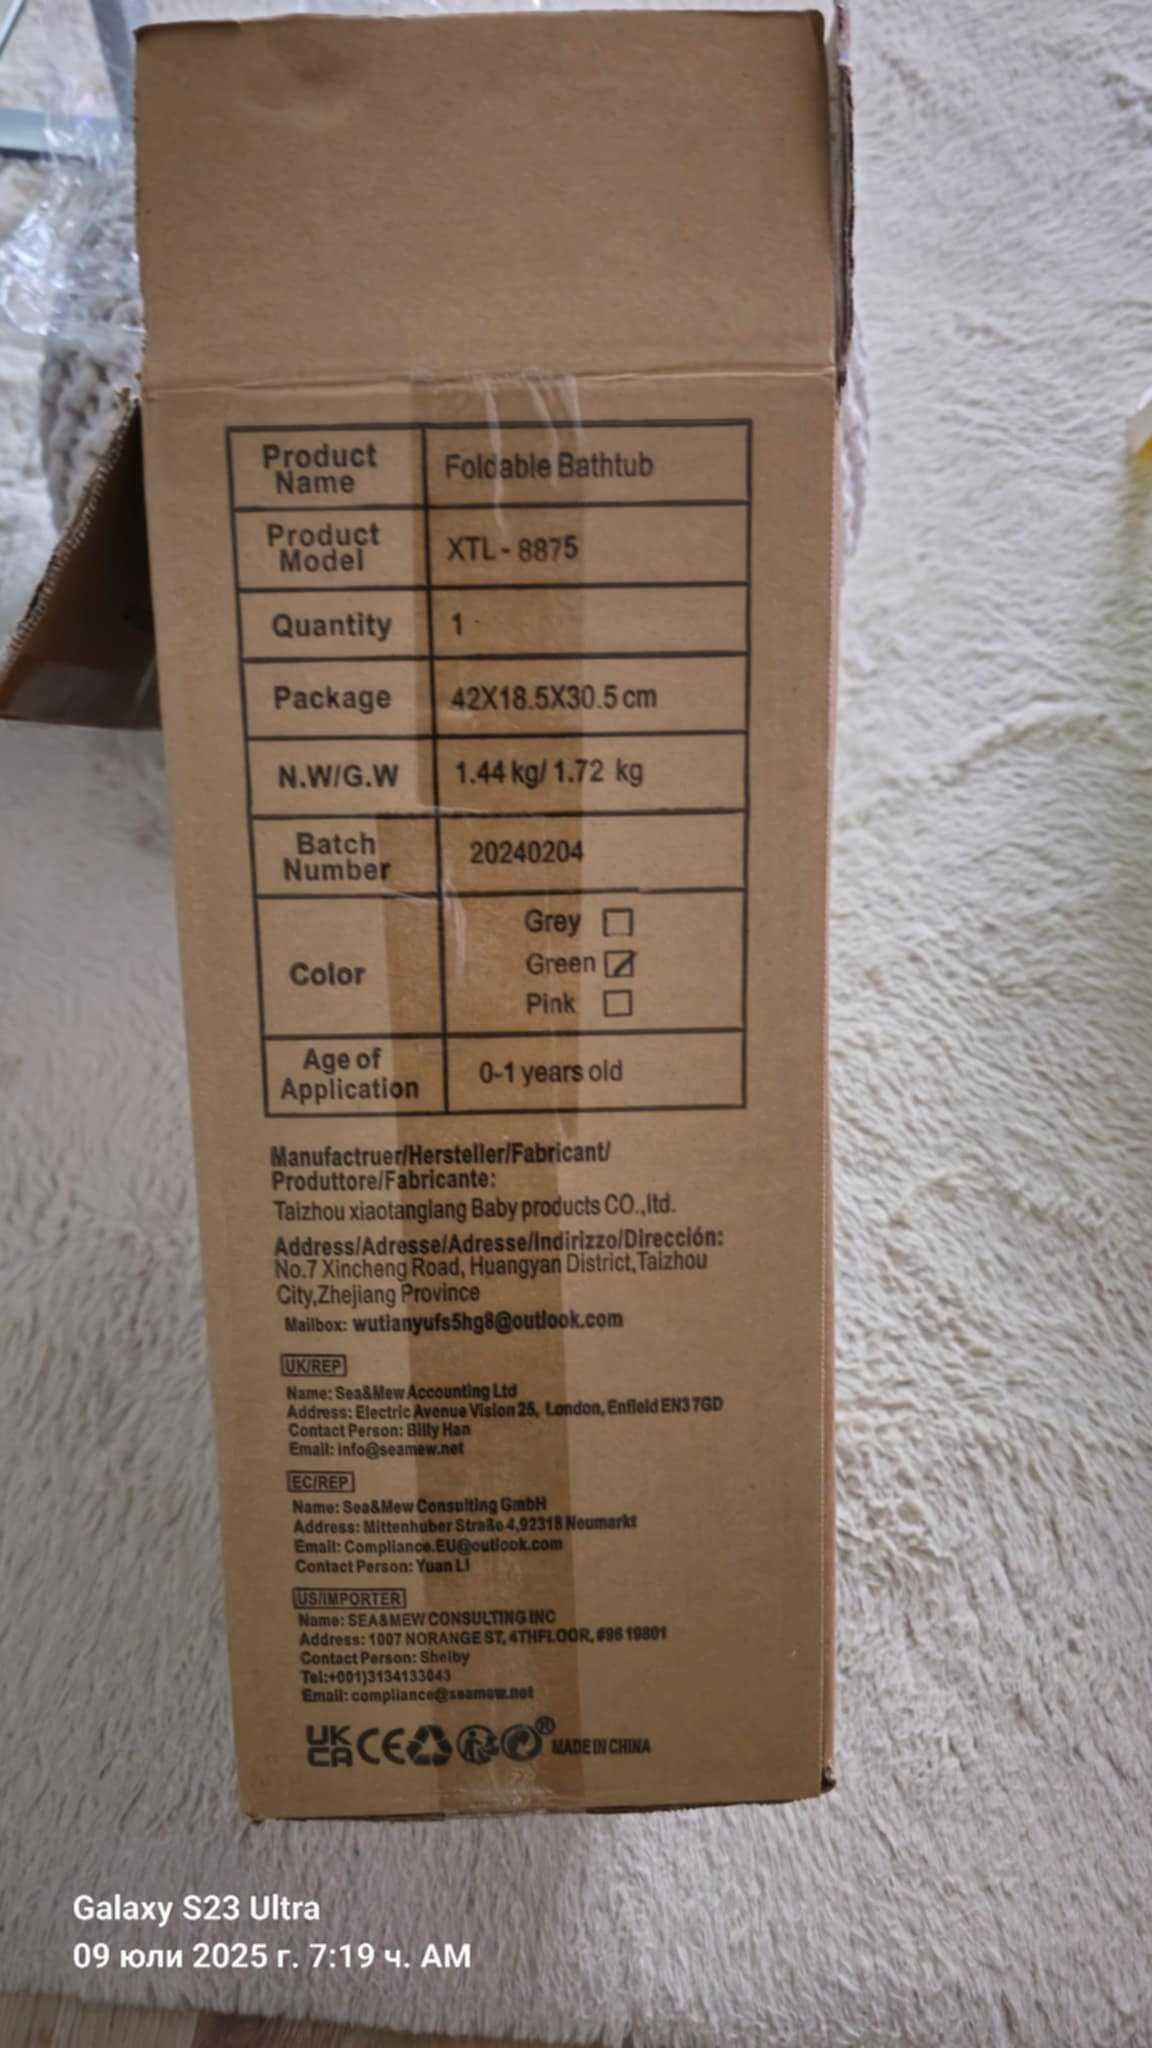 Product Name
Foldable Bathtub
Product Model
XTL - 8875
Quantity
1
Package
42X18.5X30.5 cm
N.W/G.W
1.44 kg/ 1.72 kg
Batch Number
20240204
Color
Grey
Green
Pink
Age of Application
0-1 years old
Manufactruer/Hersteller/Fabricant/
Produttore/Fabricante:
Taizhou xiaotanglang Baby products CO.,ltd.
Address/Adresse/Adresse/Indirizzo/Dirección:
No.7 Xincheng Road, Huangyan District,Taizhou
City,Zhejiang Province
Mailbox: wutianyufs5hg8@outlook.com
UK/REP
Name: Sea&Mew Accounting Ltd
Address: Electric Avenue Vision 25, London, Enfield EN3 7GD
Contact Person: Billy Han
Email: info@seamew.net
EC/REP
Name: Sea&Mew Consulting GmbH
Address: Mittenhuber Straße 4,92318 Neumarkt
Email: Compliance.EU@outlook.com
Contact Person: Yuan Li
US/IMPORTER
Name: SEA&MEW CONSULTING INC
Address: 1007 NORANGE ST, 4THFLOOR, #96 19801
Contact Person: Shelby
Tel:+001)3134133043
Email: compliance@seamew.net
UK
CA CE ® MADE IN CHINA
Galaxy S23 Ultra
09 юли 2025 г. 7:19 ч. AM